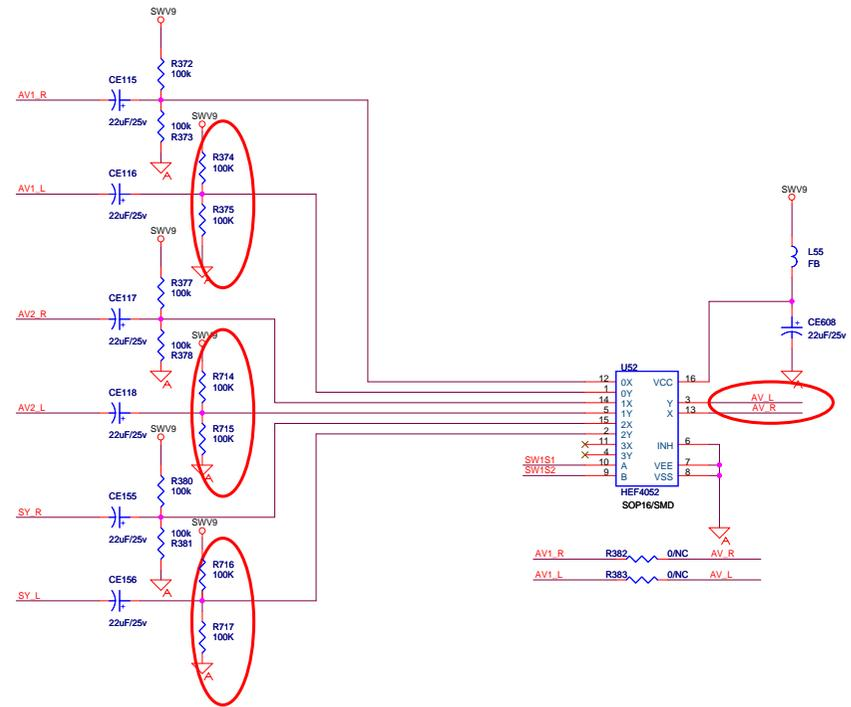 SWV9
R372
100k
CE115
AV1_R
22uF/25v
100k
R373
A
SWV9
R374
100K
CE116
AV1_L
22uF/25v
R375
100K
A
SWV9
R377
100k
CE117
AV2_R
22uF/25v
100k
R378
A
SWV9
R714
100K
CE118
AV2_L
22uF/25v
R715
100K
A
SWV9
R380
100k
CE155
SY_R
22uF/25v
100k
R381
A
SWV9
R716
100K
CE156
SY_L
22uF/25v
R717
100K
A
SWV9
L55
FB
CE608
22uF/25v
A
U52
12 0X VCC 16
1 0Y
14 1X Y 3 AV_L
5 1Y X 13 AV_R
15 2X
2 2Y
11 3X INH 6
4 3Y
SW1S1 10 A VEE 7
SW1S2 9 B VSS 8
HEF4052
SOP16/SMD
A
AV1_R R382 0/NC AV_R
AV1_L R383 0/NC AV_L